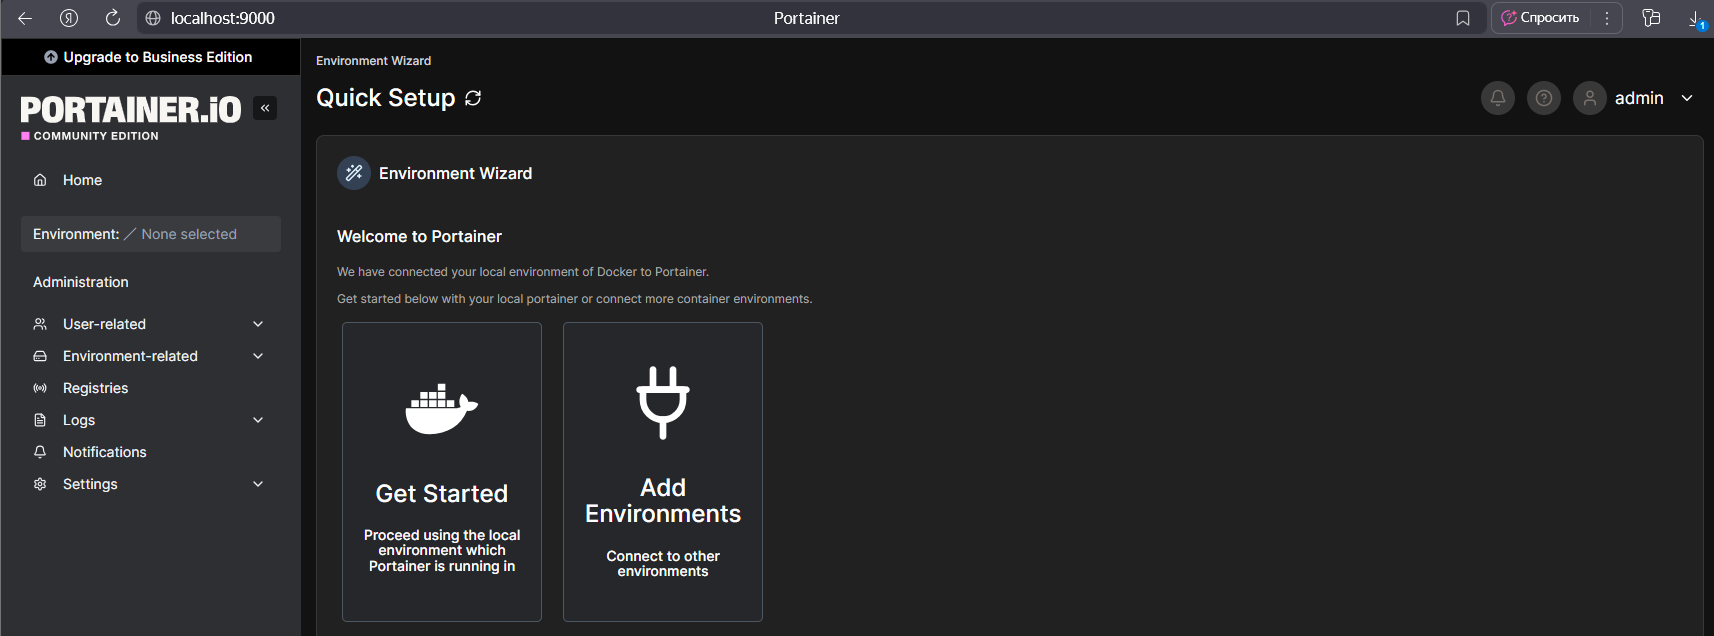 localhost:9000
Portainer
Спросить
1
Upgrade to Business Edition
PORTAINER.iO
COMMUNITY EDITION
Home
Environment: None selected
Administration
User-related
Environment-related
Registries
Logs
Notifications
Settings
Environment Wizard
Quick Setup
admin
Environment Wizard
Welcome to Portainer
We have connected your local environment of Docker to Portainer.
Get started below with your local portainer or connect more container environments.
Get Started
Proceed using the local
environment which
Portainer is running in
Add
Environments
Connect to other
environments